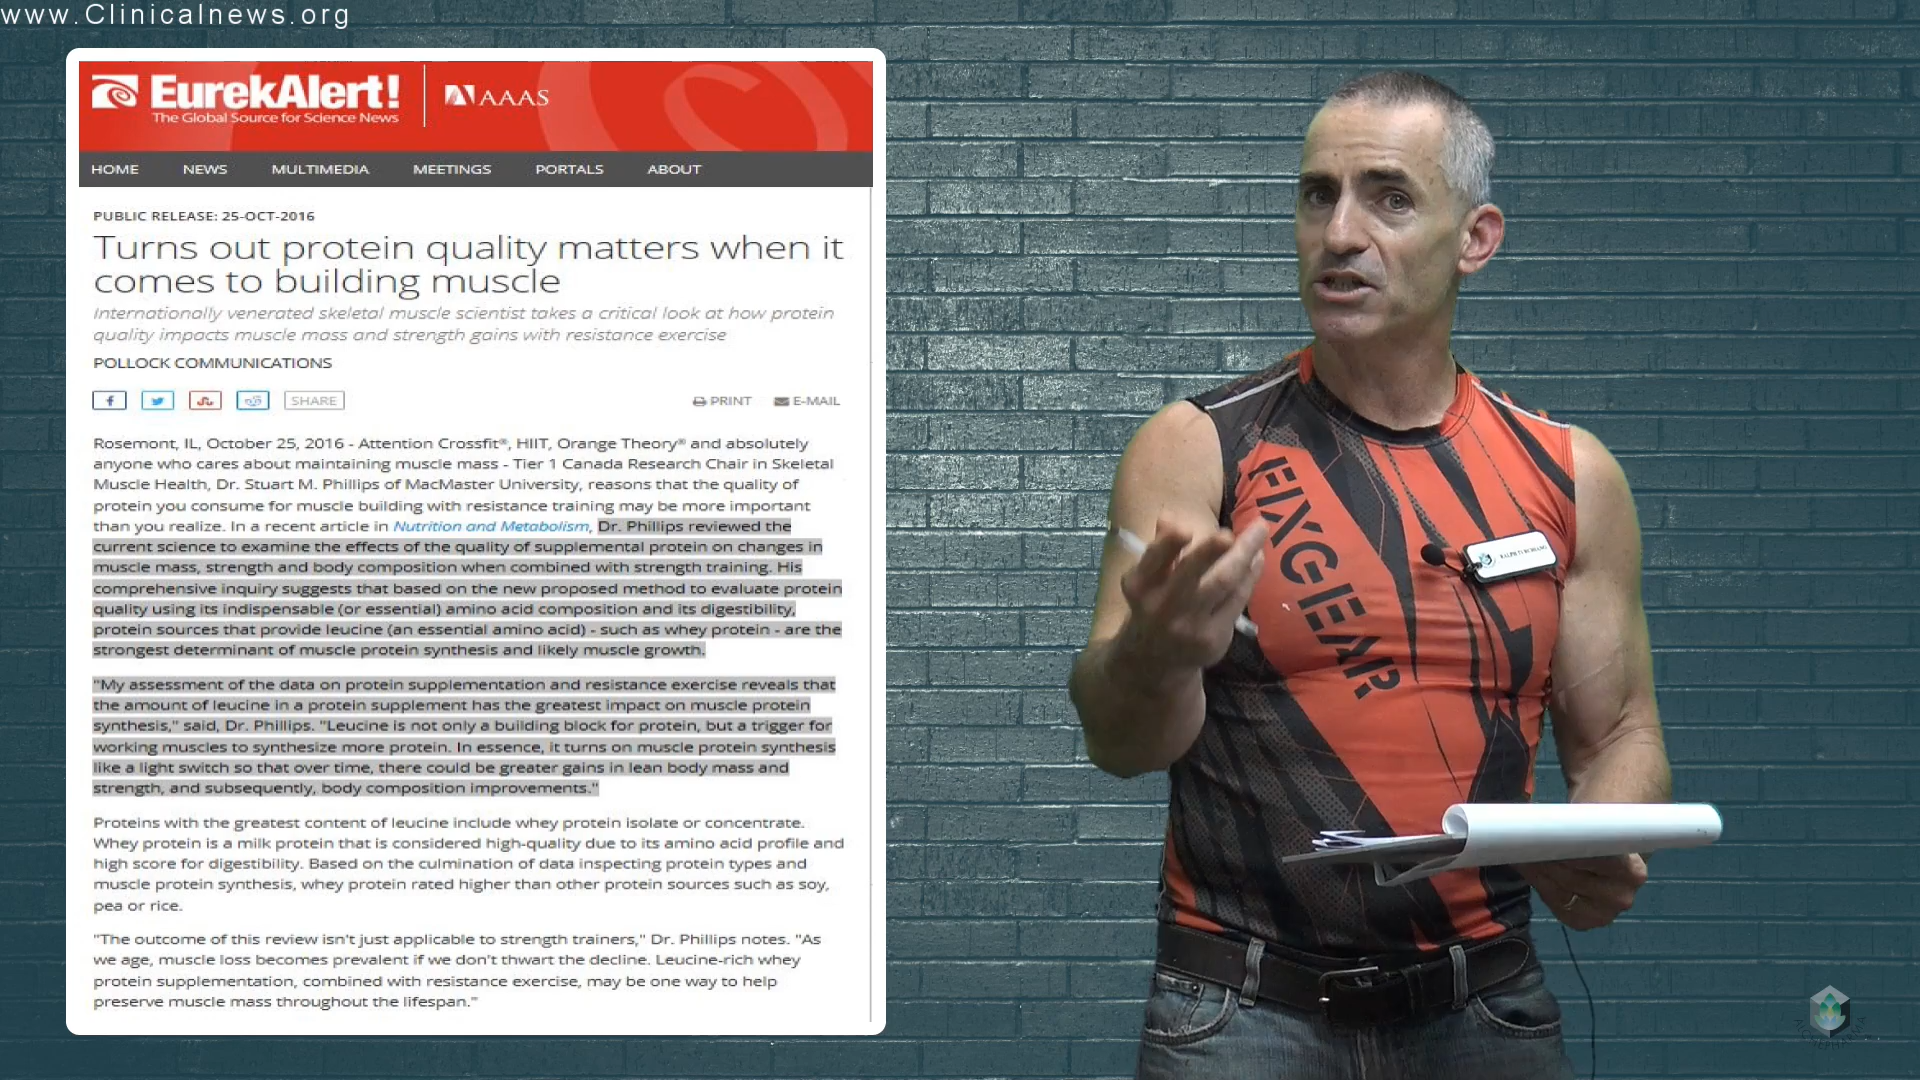 www.Clinicalnews.org
EurekAlert! AAAS
The Global Source for Science News
HOME NEWS MULTIMEDIA MEETINGS PORTALS ABOUT
PUBLIC RELEASE: 25-OCT-2016
Turns out protein quality matters when it
comes to building muscle
Internationally venerated skeletal muscle scientist takes a critical look at how protein
quality impacts muscle mass and strength gains with resistance exercise
POLLOCK COMMUNICATIONS
f SHARE PRINT E-MAIL
Rosemont, IL, October 25, 2016 - Attention Crossfit®, HIIT, Orange Theory® and absolutely
anyone who cares about maintaining muscle mass - Tier 1 Canada Research Chair in Skeletal
Muscle Health, Dr. Stuart M. Phillips of MacMaster University, reasons that the quality of
protein you consume for muscle building with resistance training may be more important
than you realize. In a recent article in Nutrition and Metabolism, Dr. Phillips reviewed the
current science to examine the effects of the quality of supplemental protein on changes in
muscle mass, strength and body composition when combined with strength training. His
comprehensive inquiry suggests that based on the new proposed method to evaluate protein
quality using its indispensable (or essential) amino acid composition and its digestibility,
protein sources that provide leucine (an essential amino acid) - such as whey protein - are the
strongest determinant of muscle protein synthesis and likely muscle growth.
"My assessment of the data on protein supplementation and resistance exercise reveals that
the amount of leucine in a protein supplement has the greatest impact on muscle protein
synthesis," said, Dr. Phillips. "Leucine is not only a building block for protein, but a trigger for
working muscles to synthesize more protein. In essence, it turns on muscle protein synthesis
like a light switch so that over time, there could be greater gains in lean body mass and
strength, and subsequently, body composition improvements."
Proteins with the greatest content of leucine include whey protein isolate or concentrate.
Whey protein is a milk protein that is considered high-quality due to its amino acid profile and
high score for digestibility. Based on the culmination of data inspecting protein types and
muscle protein synthesis, whey protein rated higher than other protein sources such as soy,
pea or rice.
"The outcome of this review isn't just applicable to strength trainers," Dr. Phillips notes. "As
we age, muscle loss becomes prevalent if we don't thwart the decline. Leucine-rich whey
protein supplementation, combined with resistance exercise, may be one way to help
preserve muscle mass throughout the lifespan."
FIXGEAR
RALPH